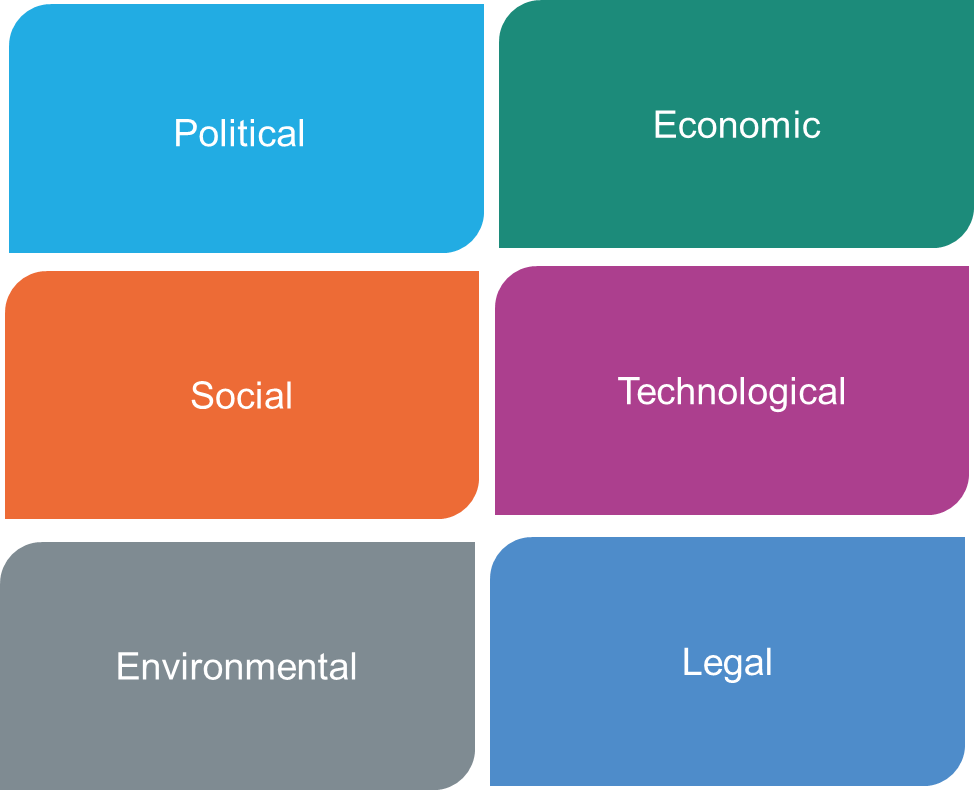 Political
Economic
Social
Technological
Environmental
Legal